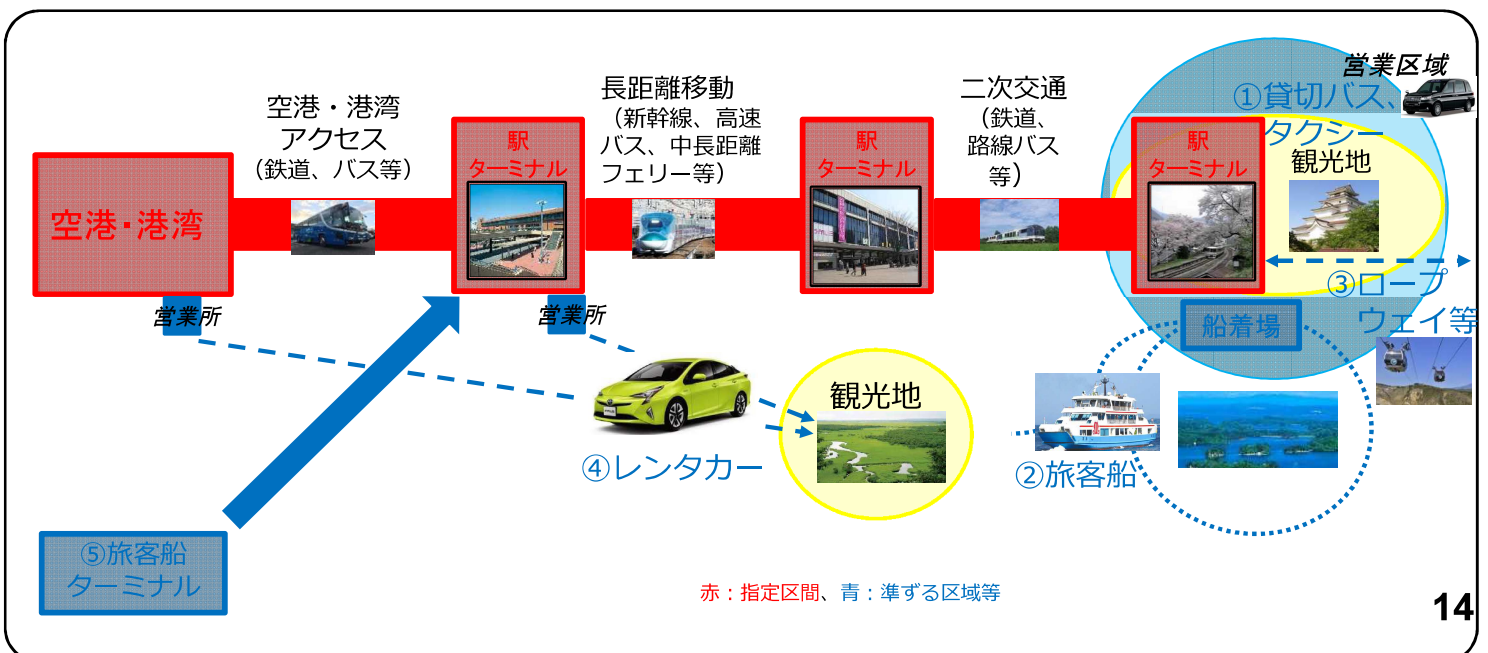 空港・港湾
空港・港湾
アクセス
（鉄道、バス等）
駅
ターミナル
長距離移動
（新幹線、高速
バス、中長距離
フェリー等）
駅
ターミナル
二次交通
（鉄道、
路線バス
等）
駅
ターミナル
営業区域
①貸切バス、
タクシー
観光地
③ロープ
ウェイ等
船着場
営業所
営業所
観光地
④レンタカー
②旅客船
⑤旅客船
ターミナル
赤：指定区間、青：準ずる区域等
14